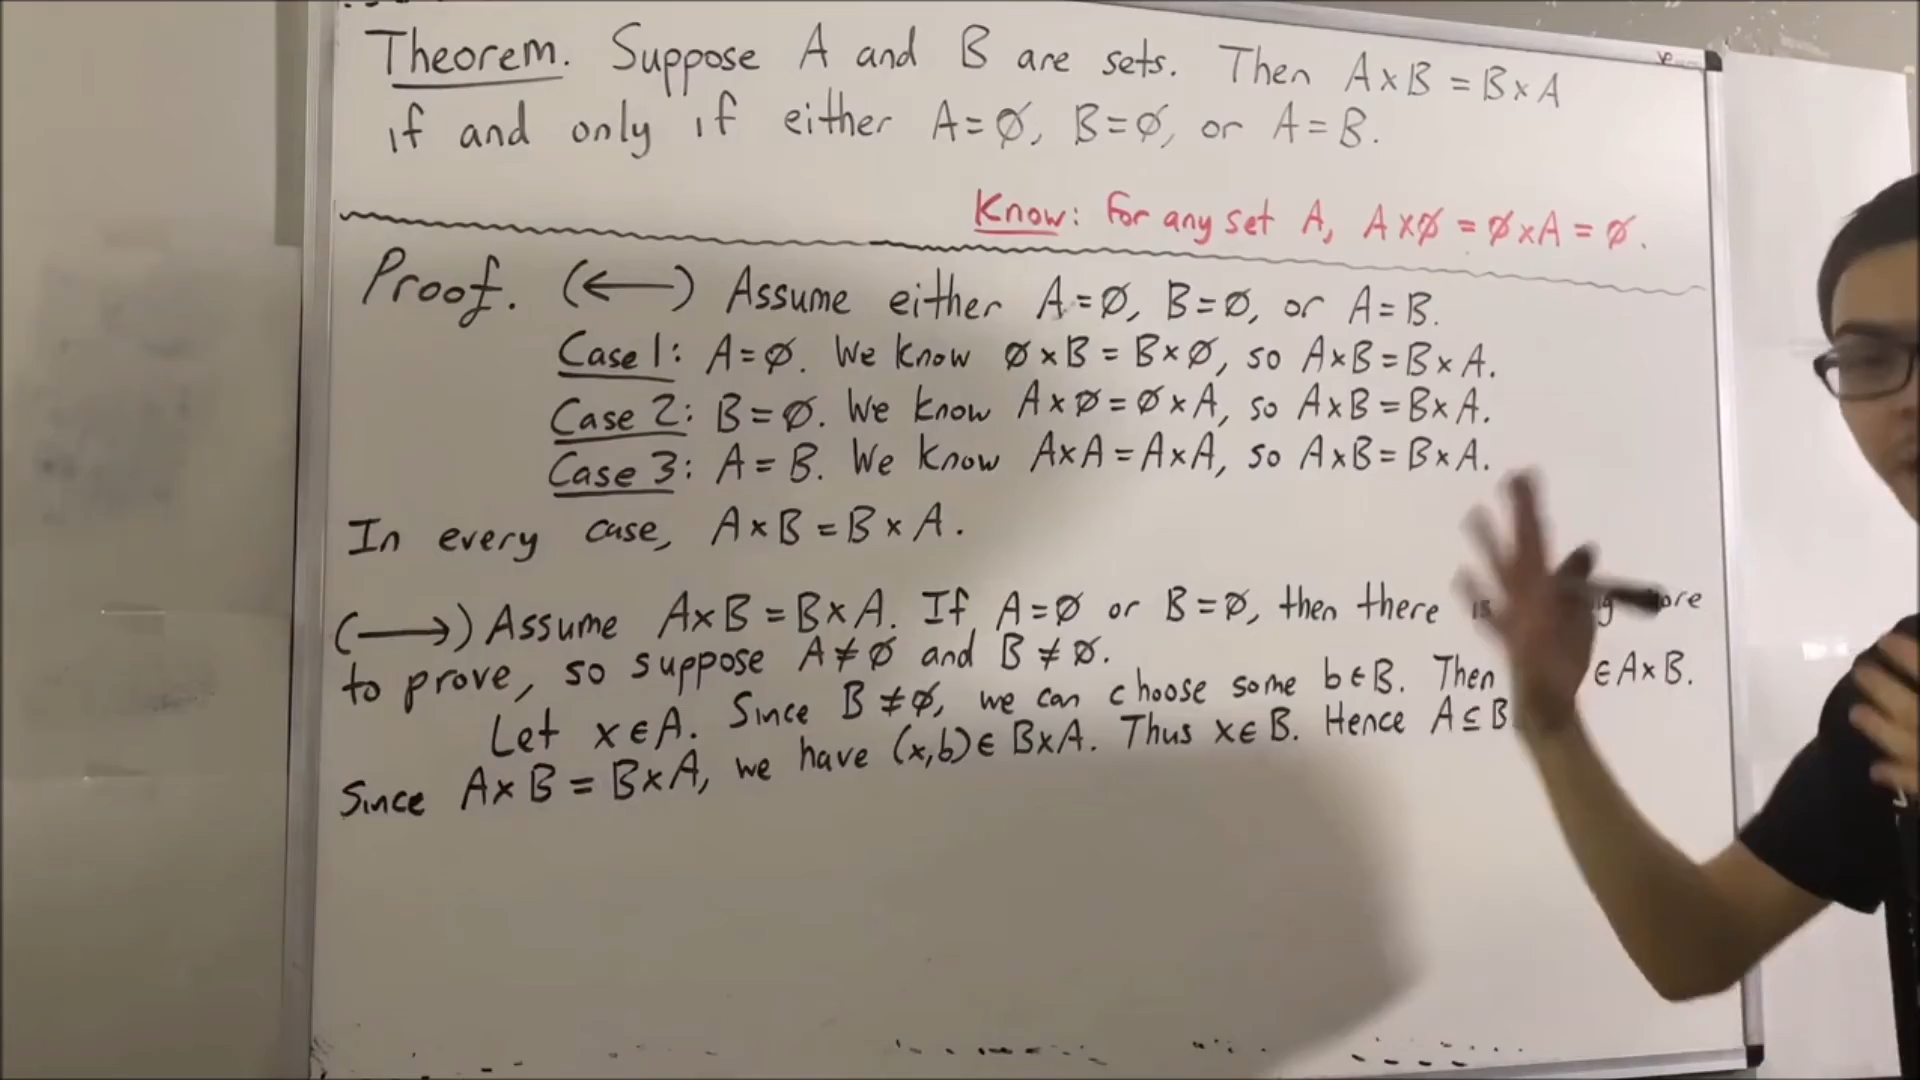 Theorem. Suppose A and B are sets. Then A×B = B×A
if and only if either A=∅, B=∅, or A=B.
Know: For any set A, A×∅ = ∅×A = ∅.
Proof. (⟵) Assume either A=∅, B=∅, or A=B.
Case 1: A=∅. We know ∅×B = B×∅, so A×B=B×A.
Case 2: B=∅. We know A×∅=∅×A, so A×B=B×A.
Case 3: A=B. We know A×A=A×A, so A×B=B×A.
In every case, A×B=B×A.
(⟶) Assume A×B=B×A. If A=∅ or B=∅, then there is
to prove, so suppose A≠∅ and B≠∅.
Let x∈A. Since B≠∅, we can choose some b∈B. Then ∈A×B.
Since A×B = B×A, we have (x,b)∈B×A. Thus x∈B. Hence A⊆B